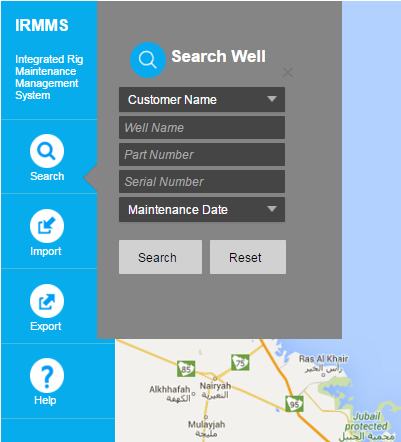 IRMMS
Integrated Rig
Maintenance
Management
System
Search
Import
Export
Help
Search Well
Customer Name
Well Name
Part Number
Serial Number
Maintenance Date
Search
Reset
85
75
95
Ras Al Khair
رأس الخير
Nairyah
النعيرية
Alkhhafah
الكهفة
Mulayjah
مليجة
Jubail
protected
محمية الجبيل